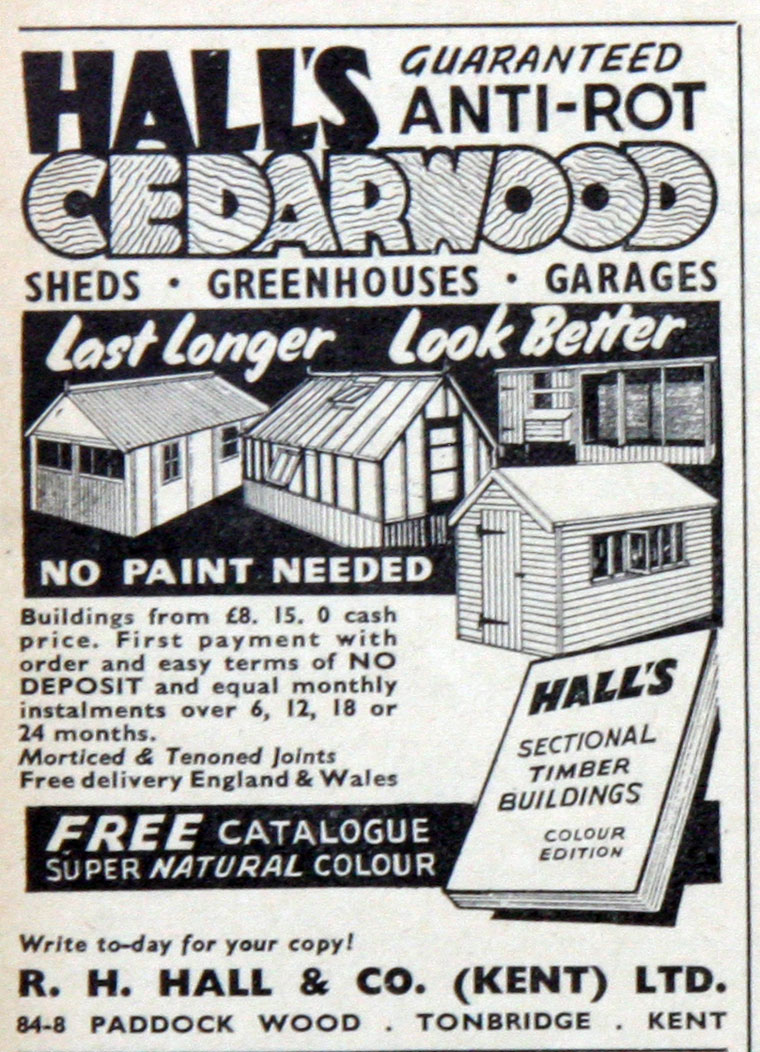 HALL'S GUARANTEED
ANTI-ROT
CEDARWOOD
SHEDS · GREENHOUSES · GARAGES
Last Longer Look Better
NO PAINT NEEDED
Buildings from £8. 15. 0 cash
price. First payment with
order and easy terms of NO
DEPOSIT and equal monthly
instalments over 6, 12, 18 or
24 months.
Morticed & Tenoned Joints
Free delivery England & Wales
HALL'S
SECTIONAL
TIMBER
BUILDINGS
COLOUR
EDITION
FREE CATALOGUE
SUPER NATURAL COLOUR
Write to-day for your copy!
R. H. HALL & CO. (KENT) LTD.
84-8 PADDOCK WOOD . TONBRIDGE . KENT